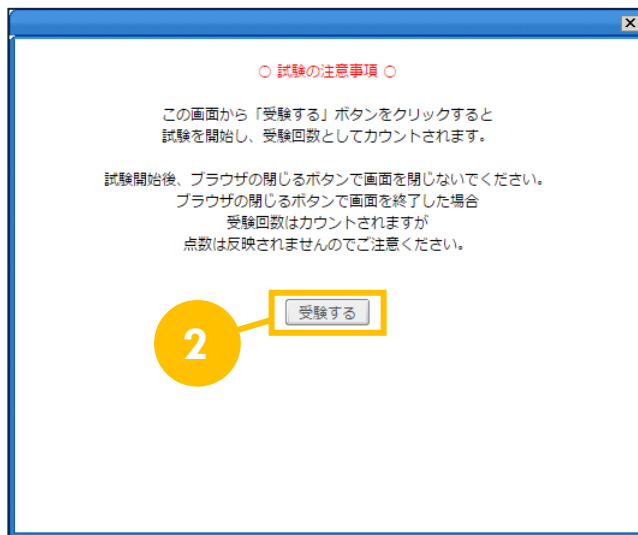 ○ 試験の注意事項 ○
この画面から「受験する」ボタンをクリックすると
試験を開始し、受験回数としてカウントされます。
試験開始後、ブラウザの閉じるボタンで画面を閉じないでください。
ブラウザの閉じるボタンで画面を終了した場合
受験回数はカウントされますが
点数は反映されませんのでご注意ください。
受験する
2